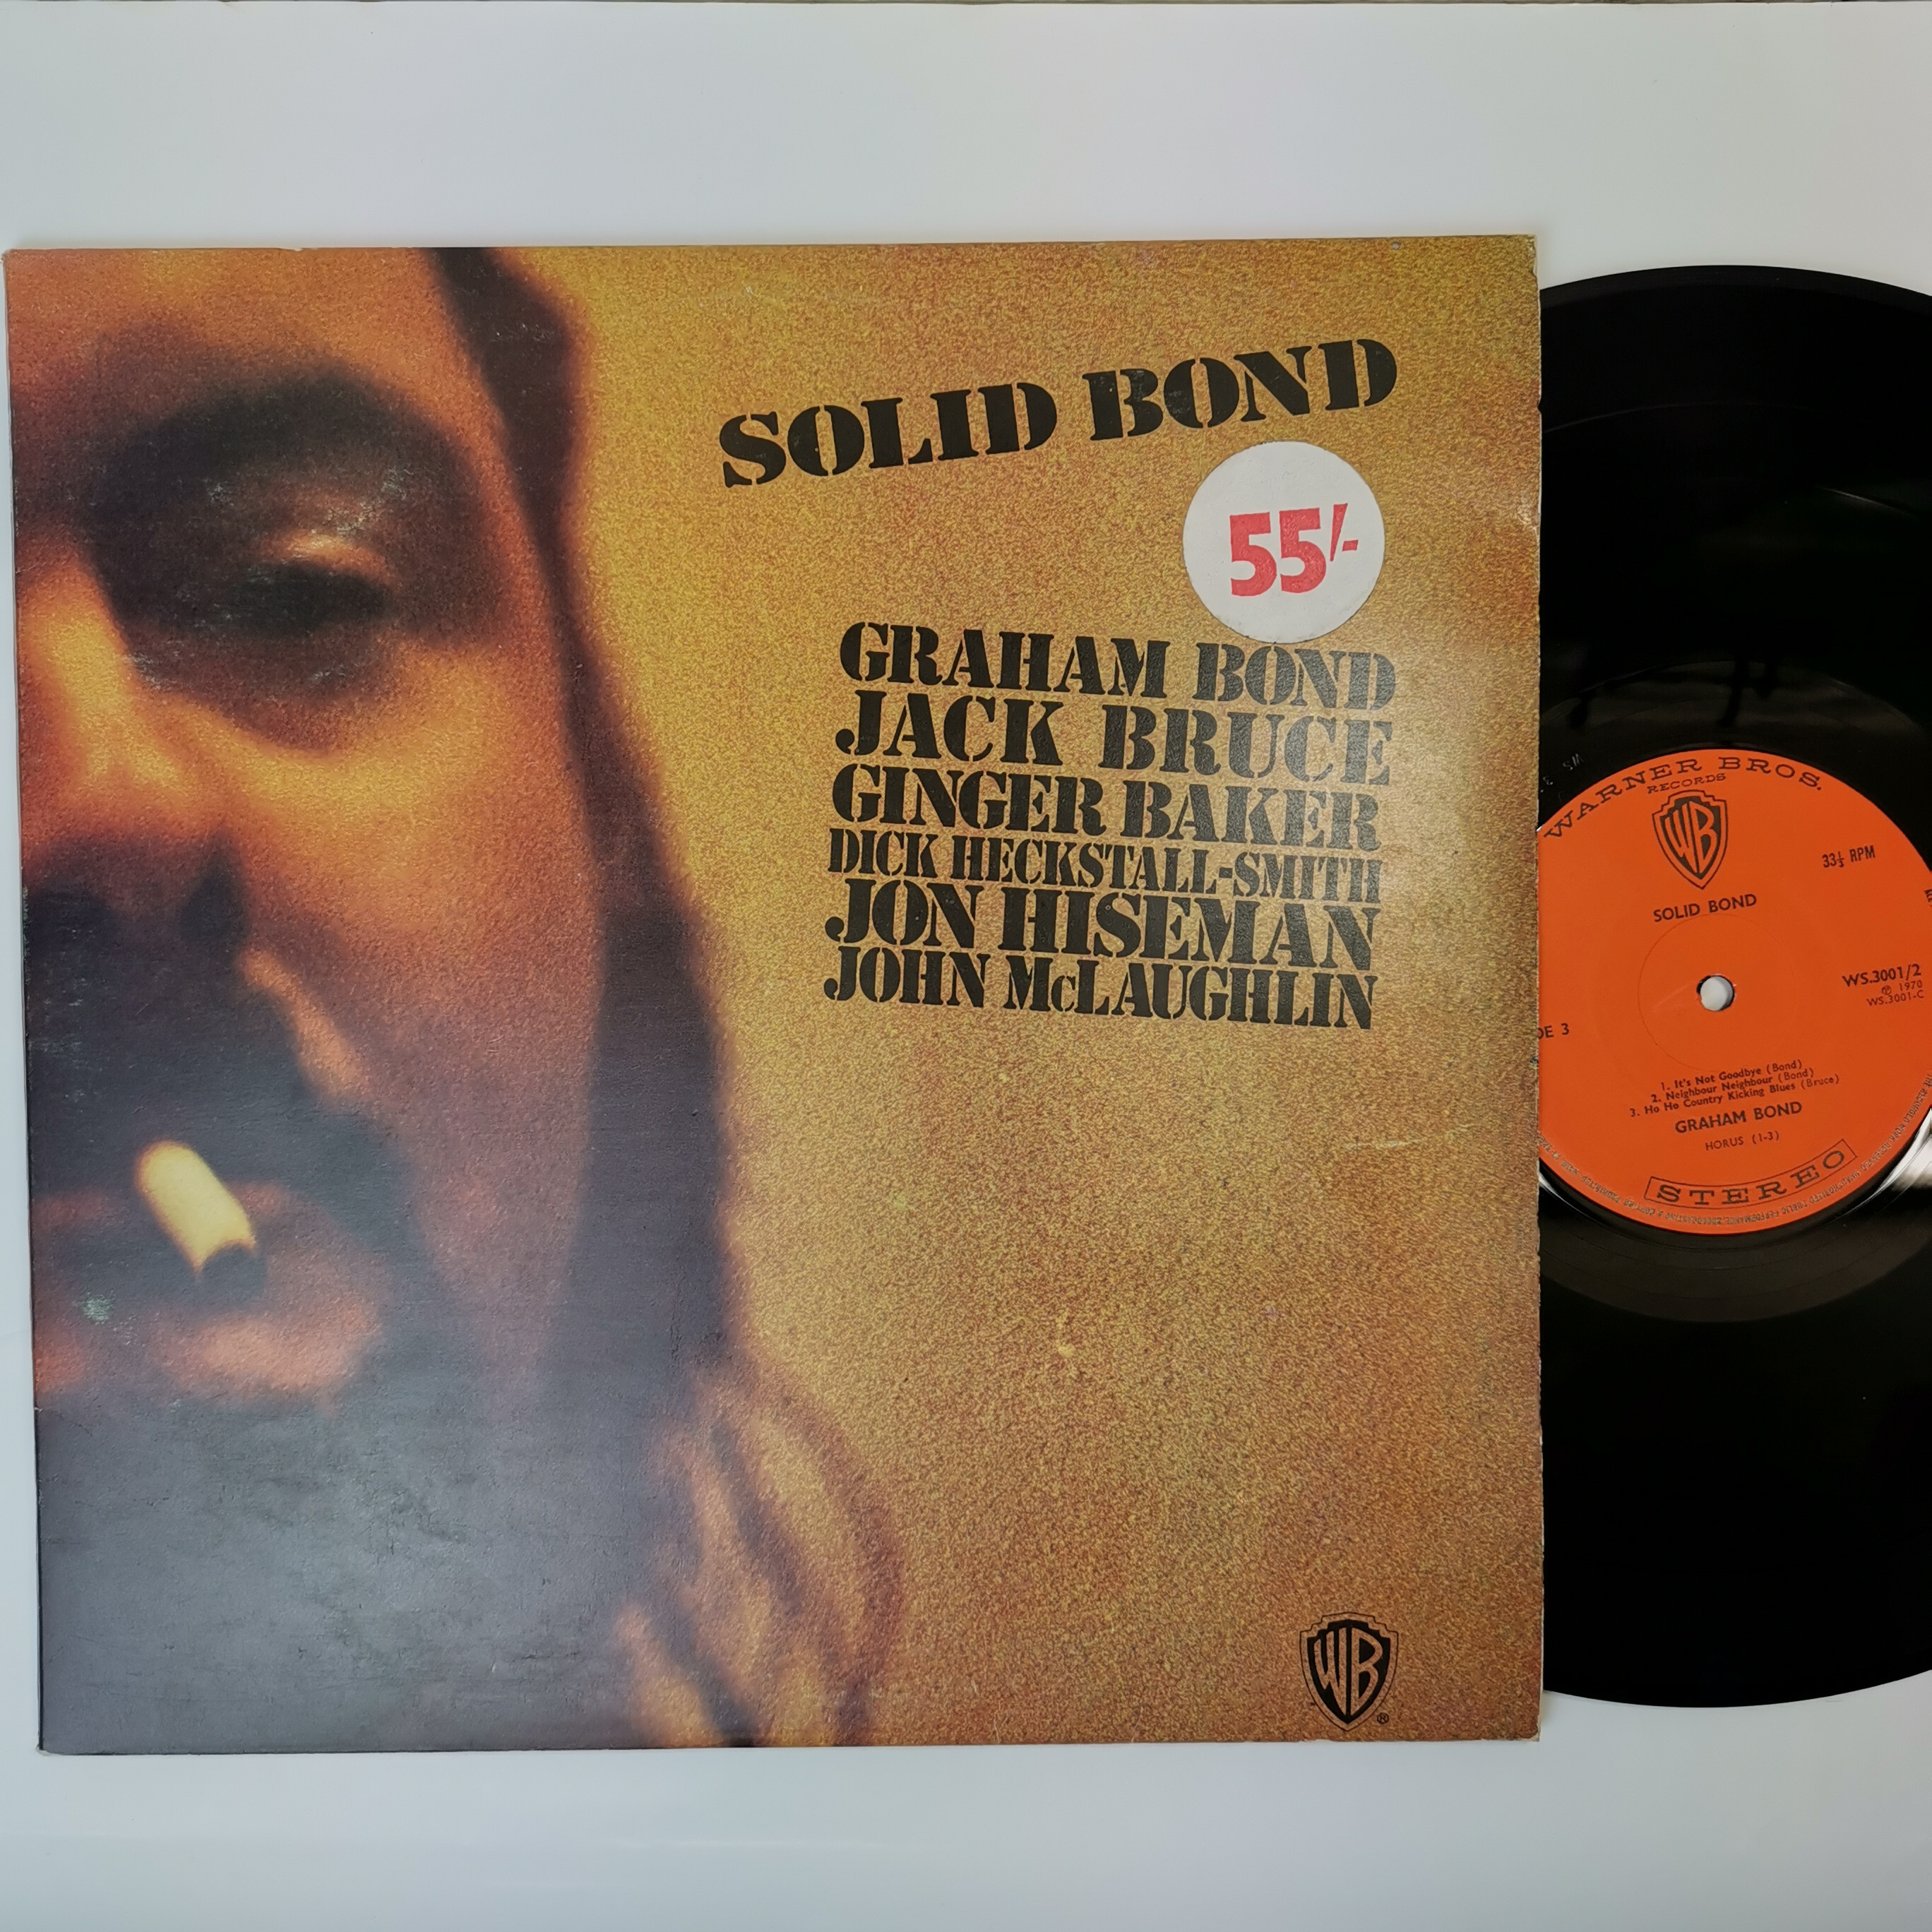 SOLID BOND
55/-
GRAHAM BOND
JACK BRUCE
GINGER BAKER
DICK HECKSTALL-SMITH
JON HISEMAN
JOHN McLAUGHLIN
WB
®
WARNER BROS.
RECORDS
WB
33⅓ RPM
SOLID BOND
WS.3001/2
℗ 1970
WS.3001-C
DE 3
1. It's Not Goodbye (Bond)
2. Neighbour Neighbour (Bond)
3. Ho Ho Country Kicking Blues (Bruce)
GRAHAM BOND
HORUS (1-3)
STEREO